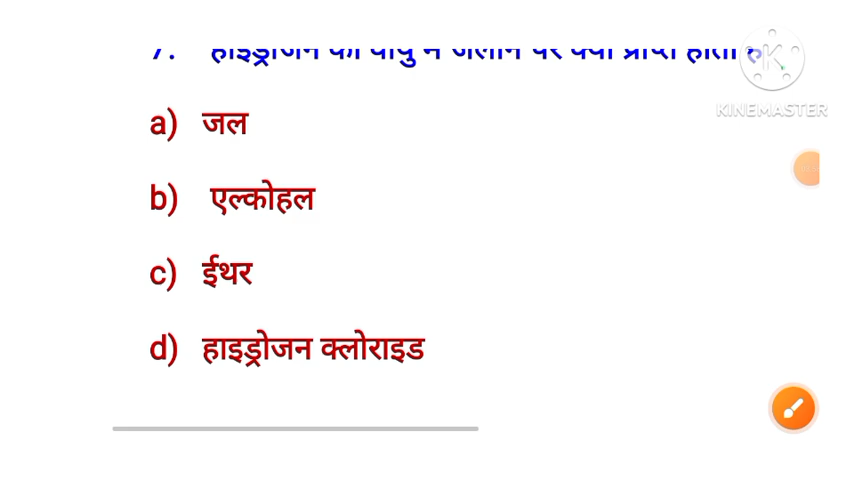 7. हाइड्रोजन को वायु में जलाने पर क्या प्राप्त होता है
KINEMASTER
a) जल
b) एल्कोहल
c) ईथर
d) हाइड्रोजन क्लोराइड